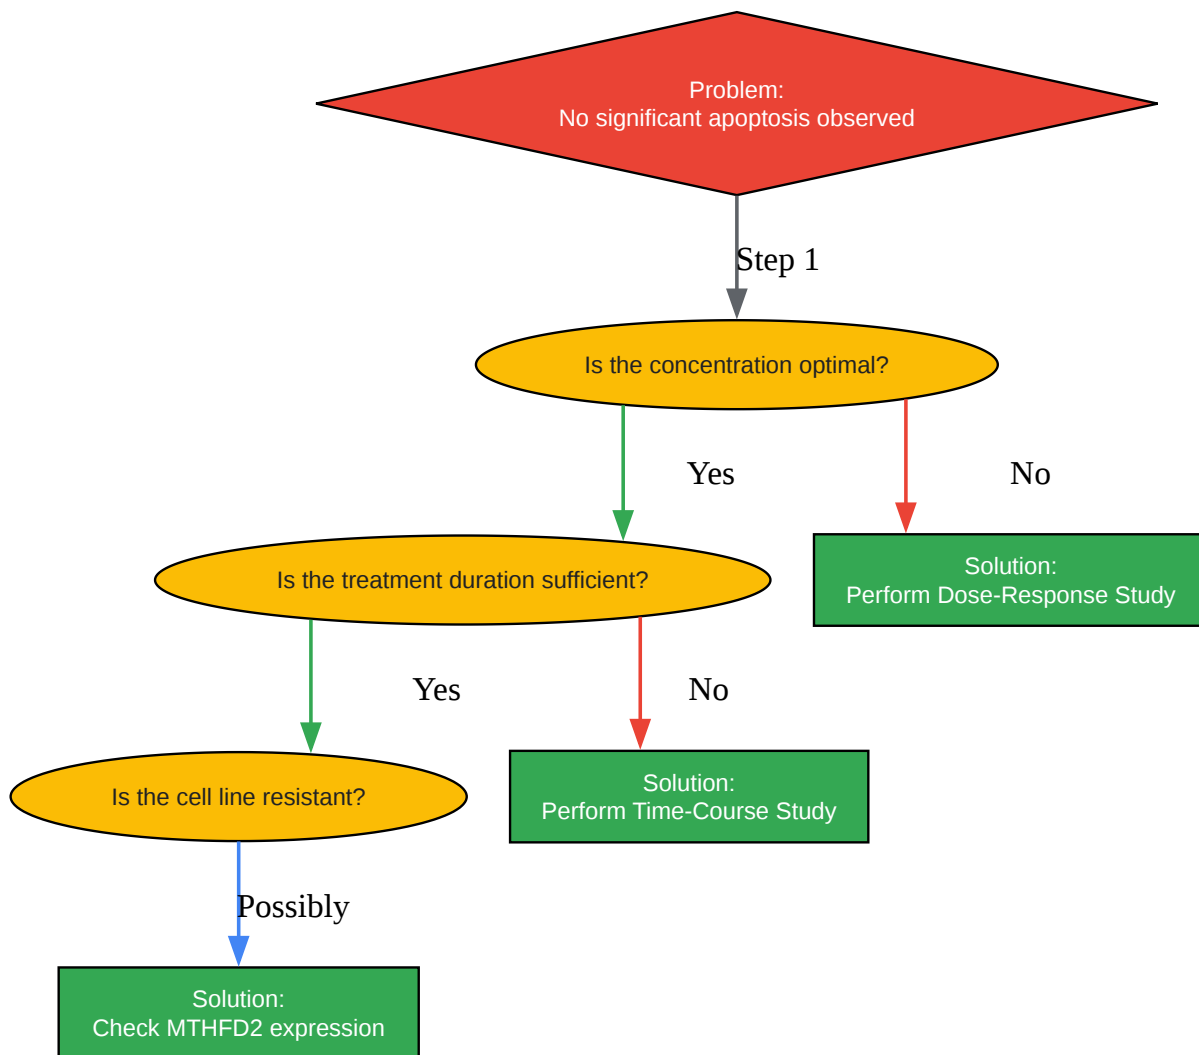 Problem:
No significant apoptosis observed
Step 1
Is the concentration optimal?
Yes
No
Is the treatment duration sufficient?
Solution:
Perform Dose-Response Study
Yes
No
Is the cell line resistant?
Solution:
Perform Time-Course Study
Possibly
Solution:
Check MTHFD2 expression